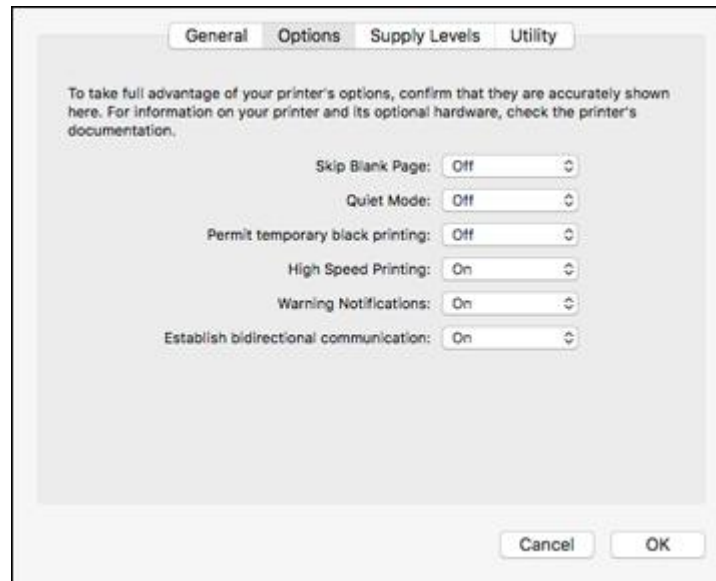 General Options Supply Levels Utility
To take full advantage of your printer's options, confirm that they are accurately shown
here. For information on your printer and its optional hardware, check the printer's
documentation.
Skip Blank Page: Off
Quiet Mode: Off
Permit temporary black printing: Off
High Speed Printing: On
Warning Notifications: On
Establish bidirectional communication: On
Cancel OK